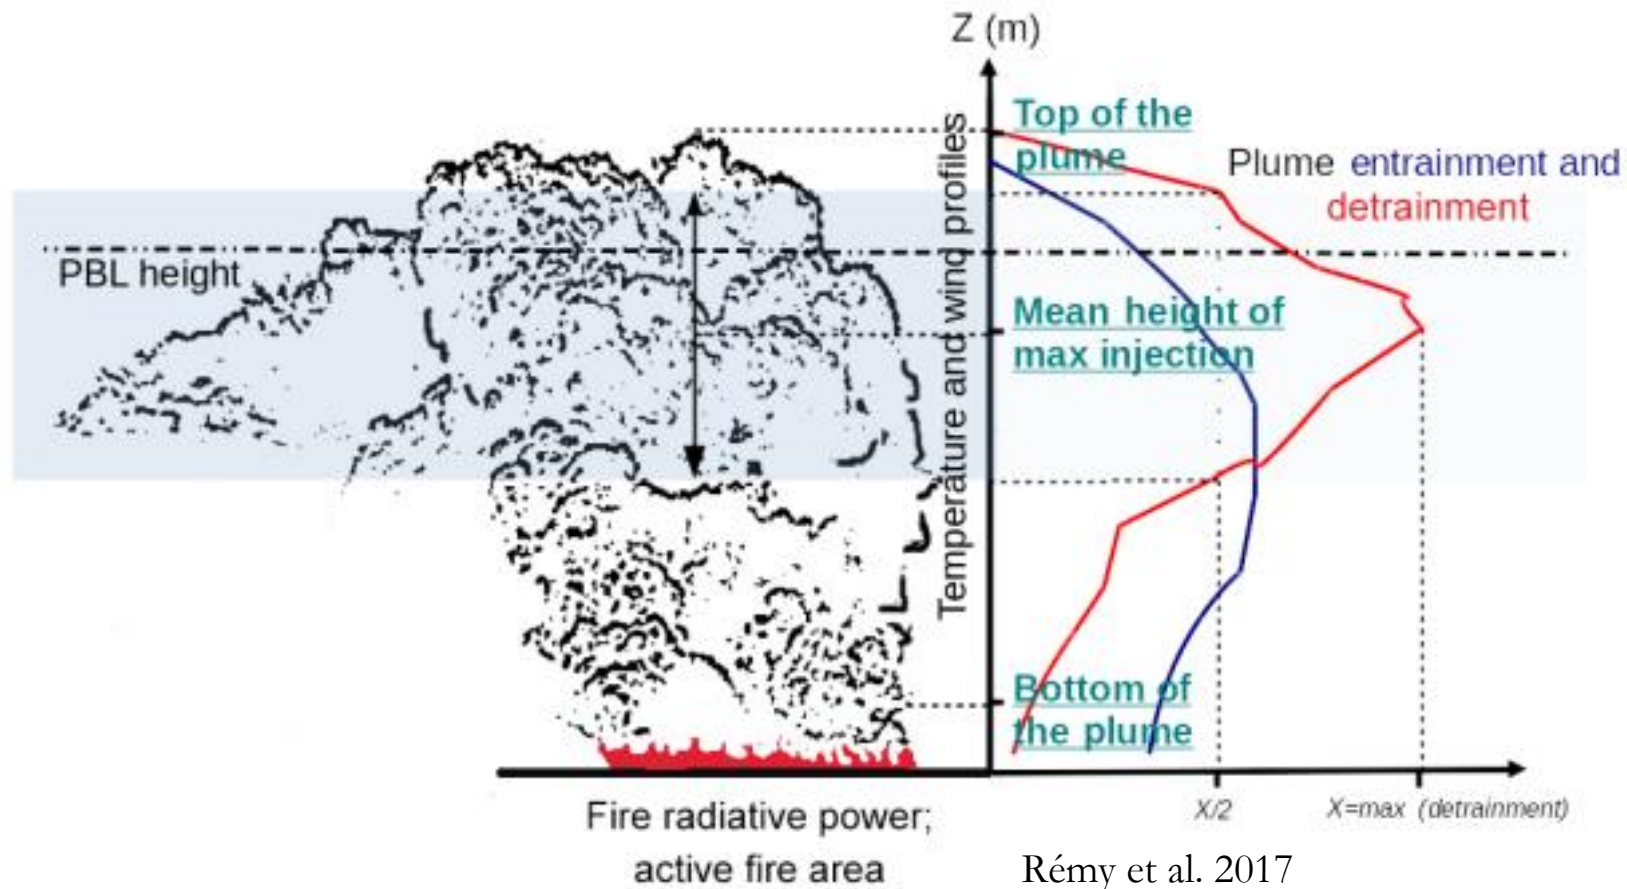 Z (m)
Top of the
plume
Plume entrainment and
detrainment
PBL height
Temperature and wind profiles
Mean height of
max injection
Bottom of
the plume
X/2
X=max (detrainment)
Fire radiative power;
active fire area
Rémy et al. 2017